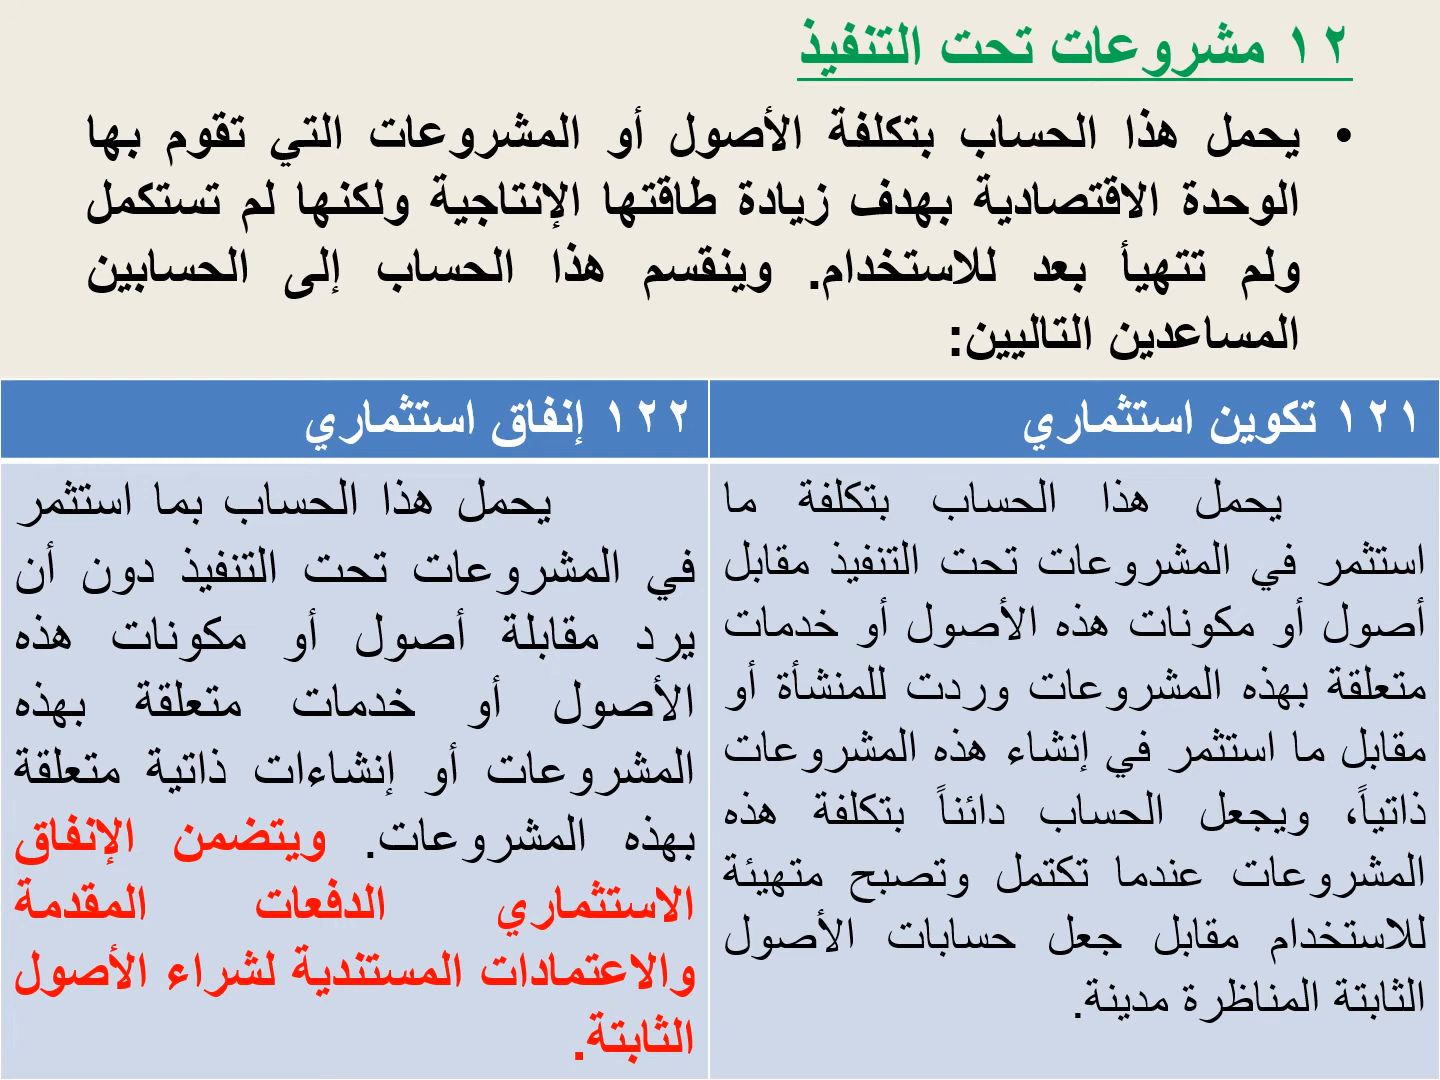 ١٢ مشروعات تحت التنفيذ
• يحمل هذا الحساب بتكلفة الأصول أو المشروعات التي تقوم بها
الوحدة الاقتصادية بهدف زيادة طاقتها الإنتاجية ولكنها لم تستكمل
ولم تتهيأ بعد للاستخدام. وينقسم هذا الحساب إلى الحسابين
المساعدين التاليين:
١٢١ تكوين استثماري
يحمل هذا الحساب بتكلفة ما
استثمر في المشروعات تحت التنفيذ مقابل
أصول أو مكونات هذه الأصول أو خدمات
متعلقة بهذه المشروعات وردت للمنشأة أو
مقابل ما استثمر في إنشاء هذه المشروعات
ذاتياً، ويجعل الحساب دائناً بتكلفة هذه
المشروعات عندما تكتمل وتصبح متهيئة
للاستخدام مقابل جعل حسابات الأصول
الثابتة المناظرة مدينة.
١٢٢ إنفاق استثماري
يحمل هذا الحساب بما استثمر
في المشروعات تحت التنفيذ دون أن
يرد مقابلة أصول أو مكونات هذه
الأصول أو خدمات متعلقة بهذه
المشروعات أو إنشاءات ذاتية متعلقة
بهذه المشروعات. ويتضمن الإنفاق
الاستثماري الدفعات المقدمة
والاعتمادات المستندية لشراء الأصول
الثابتة.